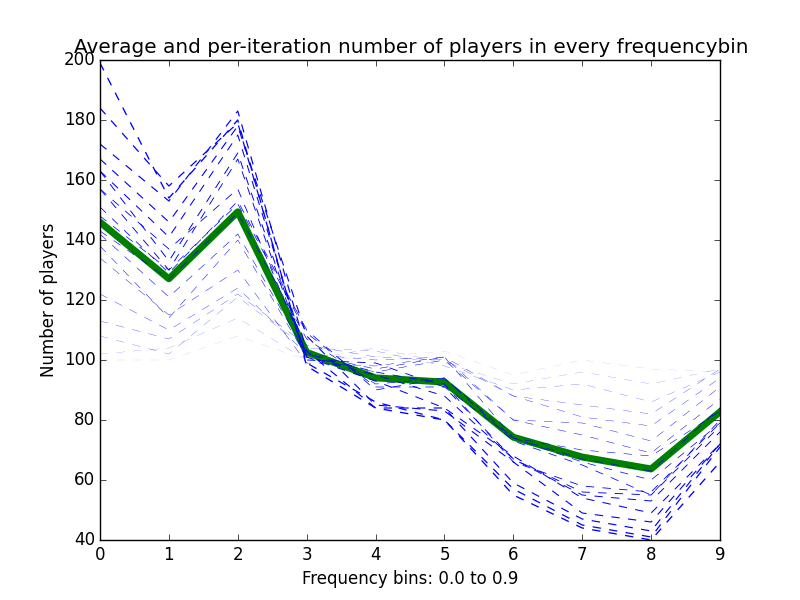 Average and per-iteration number of players in every frequencybin
200
180
160
140
120
100
80
60
40
Number of players
0 1 2 3 4 5 6 7 8 9
Frequency bins: 0.0 to 0.9